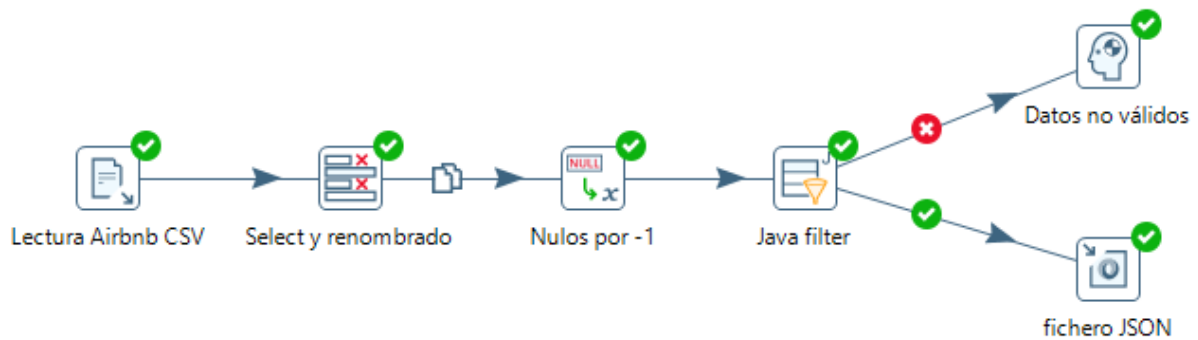 Datos no válidos
NULL
x
Lectura Airbnb CSV
Select y renombrado
Nulos por -1
Java filter
fichero JSON